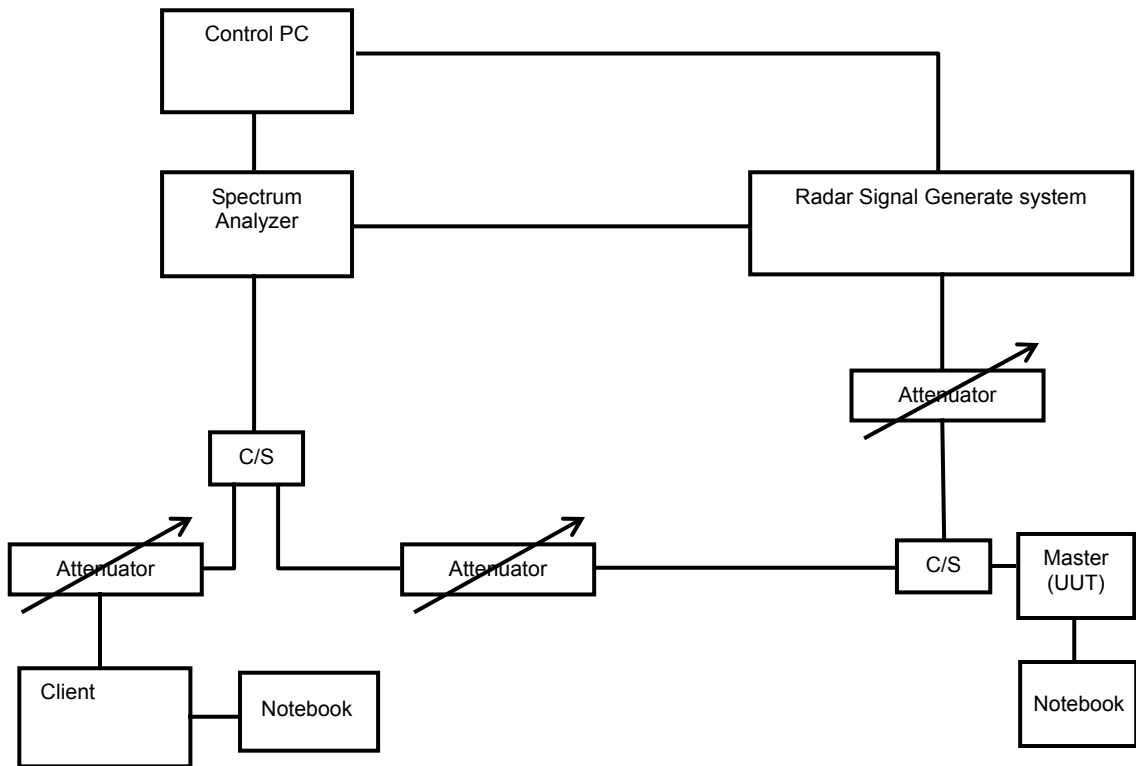 Control PC
Spectrum
Analyzer
Radar Signal Generate system
Attenuator
C/S
Attenuator
Attenuator
C/S
Master
(UUT)
Client
Notebook
Notebook